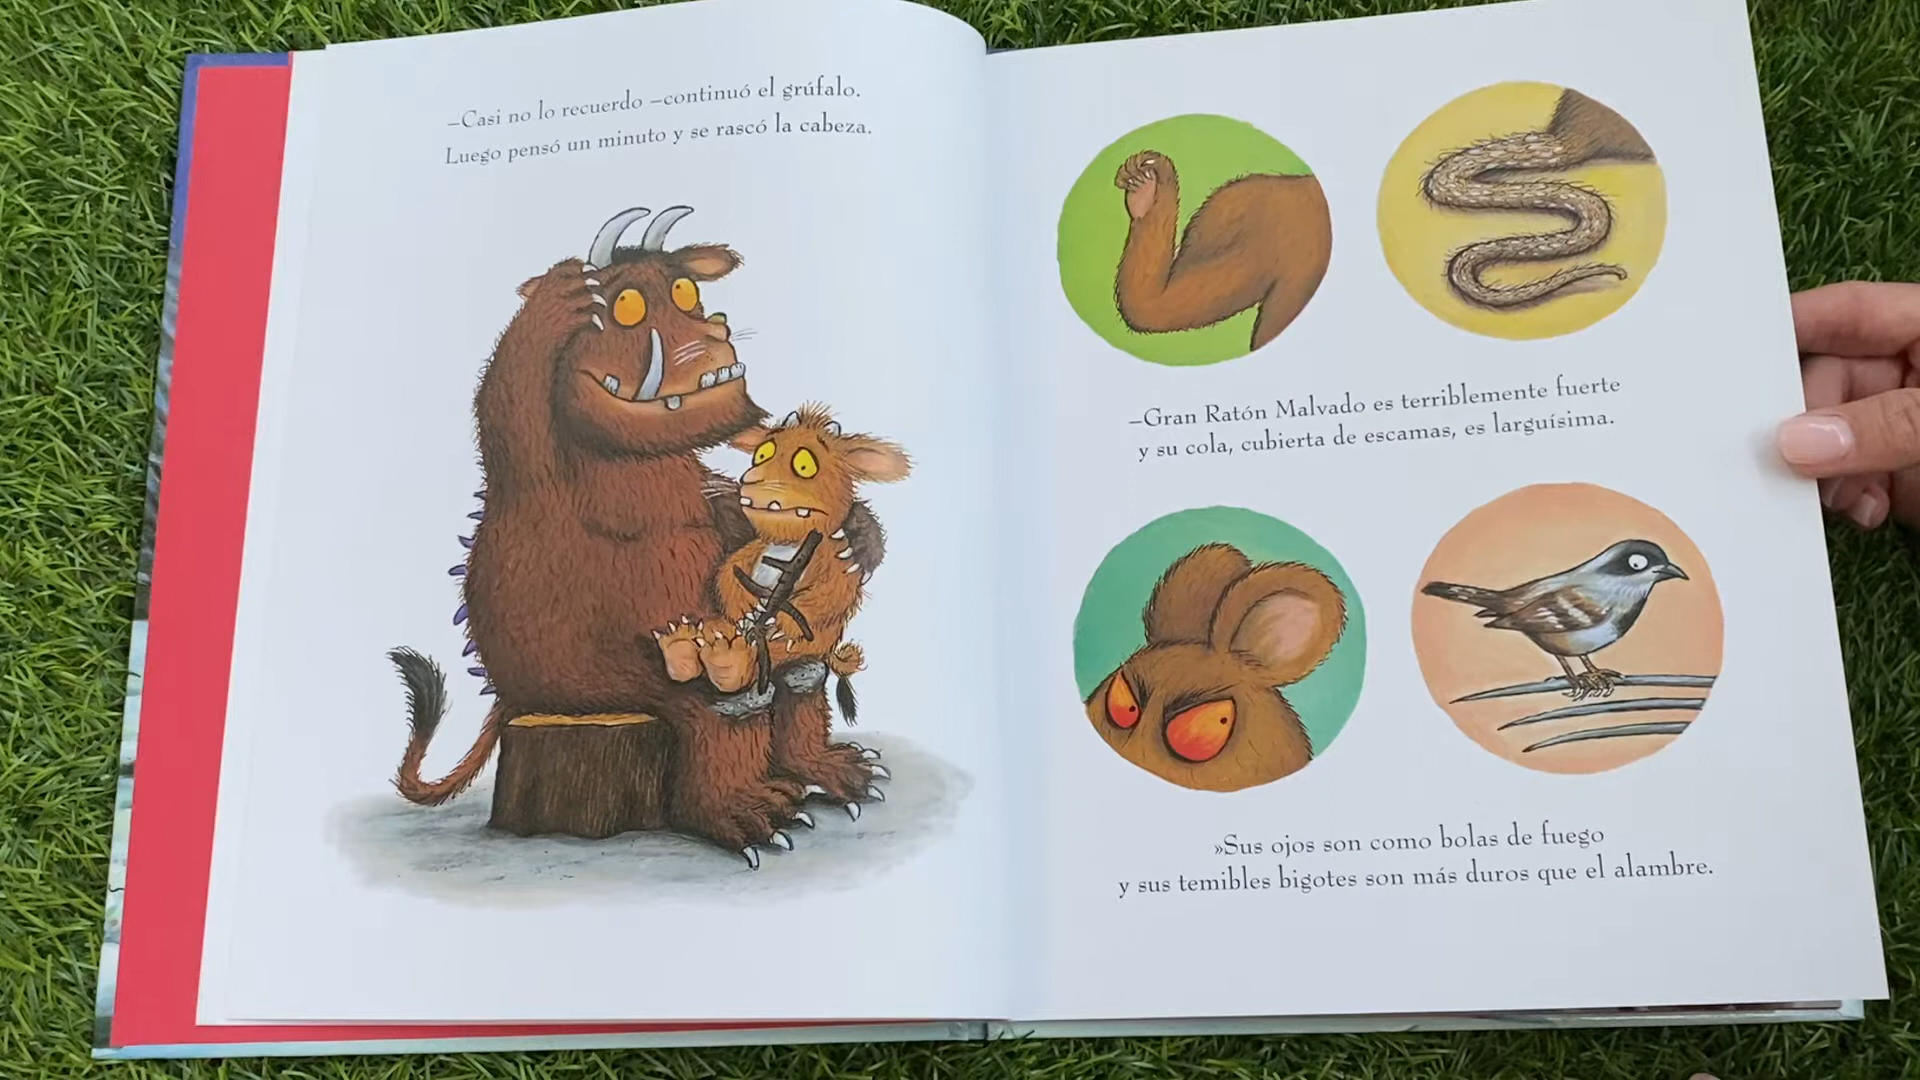 –Casi no lo recuerdo –continuó el grúfalo.
Luego pensó un minuto y se rascó la cabeza.
–Gran Ratón Malvado es terriblemente fuerte
y su cola, cubierta de escamas, es larguísima.
»Sus ojos son como bolas de fuego
y sus temibles bigotes son más duros que el alambre.